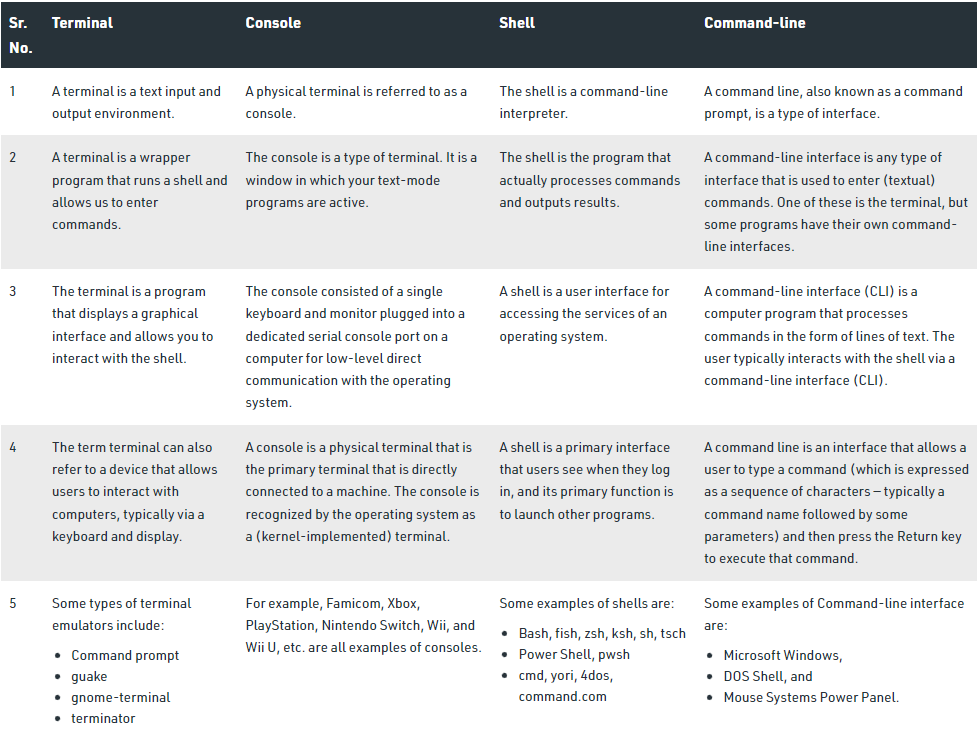 Sr. No.
Terminal
Console
Shell
Command-line
1
A terminal is a text input and
output environment.
A physical terminal is referred to as a
console.
The shell is a command-line
interpreter.
A command line, also known as a command
prompt, is a type of interface.
2
A terminal is a wrapper
program that runs a shell and
allows us to enter
commands.
The console is a type of terminal. It is a
window in which your text-mode
programs are active.
The shell is the program that
actually processes commands
and outputs results.
A command-line interface is any type of
interface that is used to enter (textual)
commands. One of these is the terminal, but
some programs have their own command-
line interfaces.
3
The terminal is a program
that displays a graphical
interface and allows you to
interact with the shell.
The console consisted of a single
keyboard and monitor plugged into a
dedicated serial console port on a
computer for low-level direct
communication with the operating
system.
A shell is a user interface for
accessing the services of an
operating system.
A command-line interface (CLI) is a
computer program that processes
commands in the form of lines of text. The
user typically interacts with the shell via a
command-line interface (CLI).
4
The term terminal can also
refer to a device that allows
users to interact with
computers, typically via a
keyboard and display.
A console is a physical terminal that is
the primary terminal that is directly
connected to a machine. The console is
recognized by the operating system as
a (kernel-implemented) terminal.
A shell is a primary interface
that users see when they log
in, and its primary function is
to launch other programs.
A command line is an interface that allows a
user to type a command (which is expressed
as a sequence of characters – typically a
command name followed by some
parameters) and then press the Return key
to execute that command.
5
Some types of terminal
emulators include:
• Command prompt
• guake
• gnome-terminal
• terminator
For example, Famicom, Xbox,
PlayStation, Nintendo Switch, Wii, and
Wii U, etc. are all examples of consoles.
Some examples of shells are:
• Bash, fish, zsh, ksh, sh, tsch
• Power Shell, pwsh
• cmd, yori, 4dos,
command.com
Some examples of Command-line interface
are:
• Microsoft Windows,
• DOS Shell, and
• Mouse Systems Power Panel.